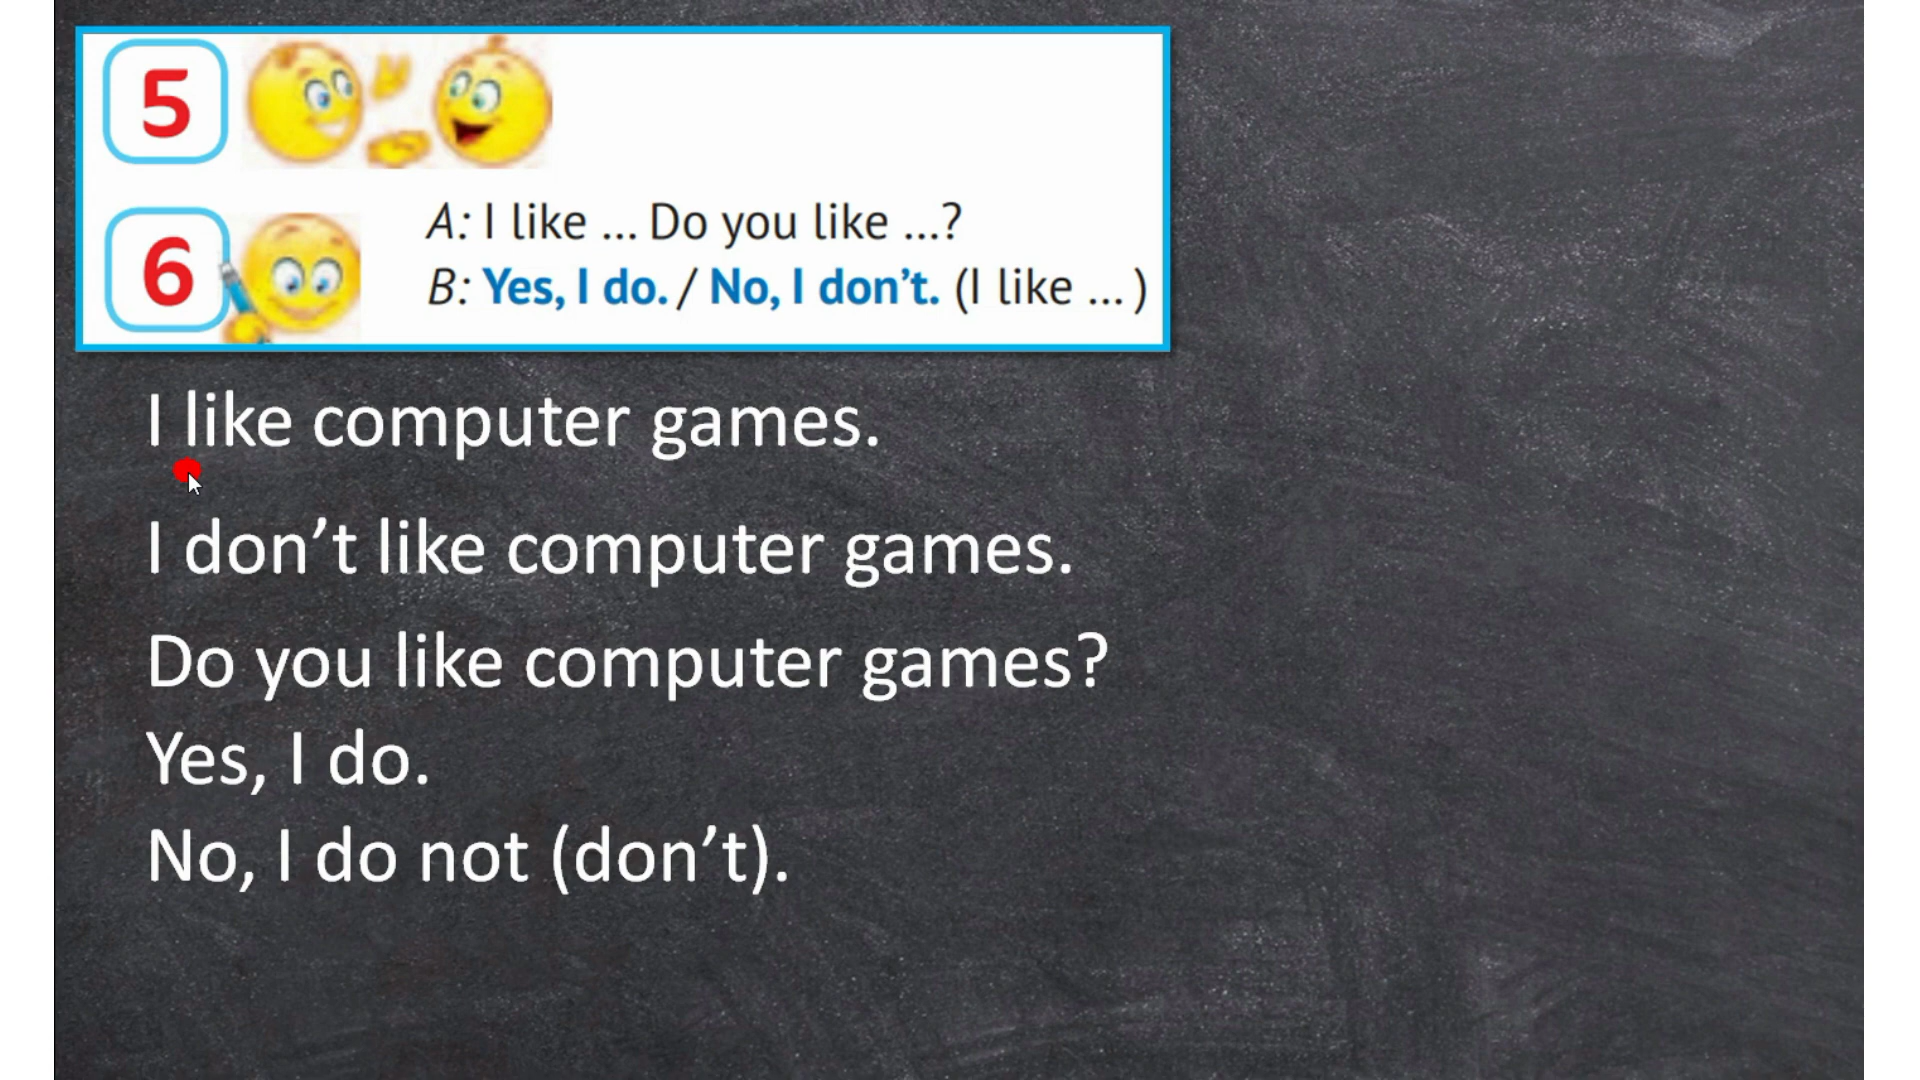 5
6
A: I like ... Do you like ...?
B: Yes, I do. / No, I don’t. (I like ... )
I like computer games.
I don’t like computer games.
Do you like computer games?
Yes, I do.
No, I do not (don’t).